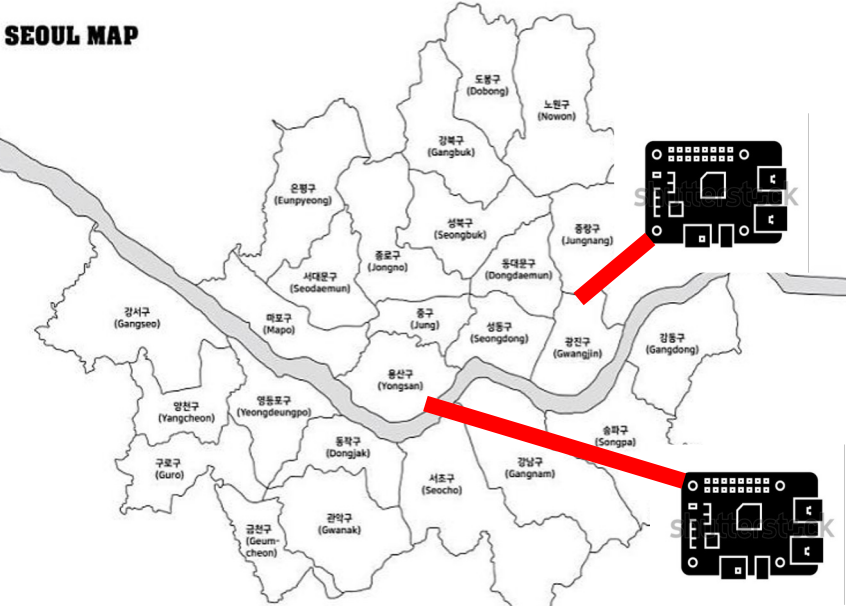 SEOUL MAP
도봉구
(Dobong)
노원구
(Nowon)
강북구
(Gangbuk)
은평구
(Eunpyeong)
성북구
(Seongbuk)
중랑구
(Jungnang)
종로구
(Jongno)
동대문구
(Dongdaemun)
서대문구
(Seodaemun)
강서구
(Gangseo)
마포구
(Mapo)
중구
(Jung)
성동구
(Seongdong)
광진구
(Gwangjin)
강동구
(Gangdong)
용산구
(Yongsan)
양천구
(Yangcheon)
영등포구
(Yeongdeungpo)
동작구
(Dongjak)
송파구
(Songpa)
구로구
(Guro)
서조구
(Seocho)
강남구
(Gangnam)
금천구
(Geum-
cheon)
관악구
(Gwanak)
shutterstock
shutterstock